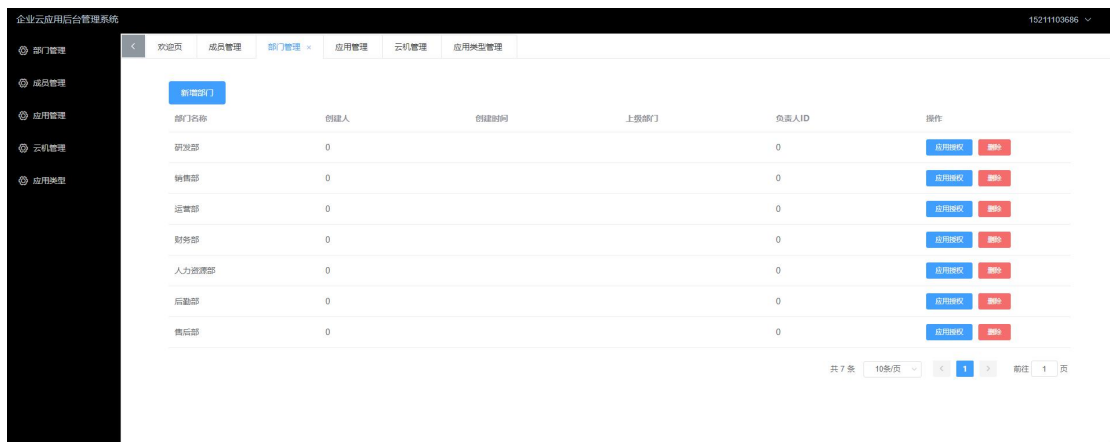 企业云应用后台管理系统 15211103686
部门管理
成员管理
应用管理
云机管理
应用类型
欢迎页 成员管理 部门管理 × 应用管理 云机管理 应用类型管理
新增部门
部门名称 创建人 创建时间 上级部门 负责人ID 操作
研发部 0 0 应用授权 删除
销售部 0 0 应用授权 删除
运营部 0 0 应用授权 删除
财务部 0 0 应用授权 删除
人力资源部 0 0 应用授权 删除
后勤部 0 0 应用授权 删除
售后部 0 0 应用授权 删除
共 7 条 10条/页 < 1 > 前往 1 页